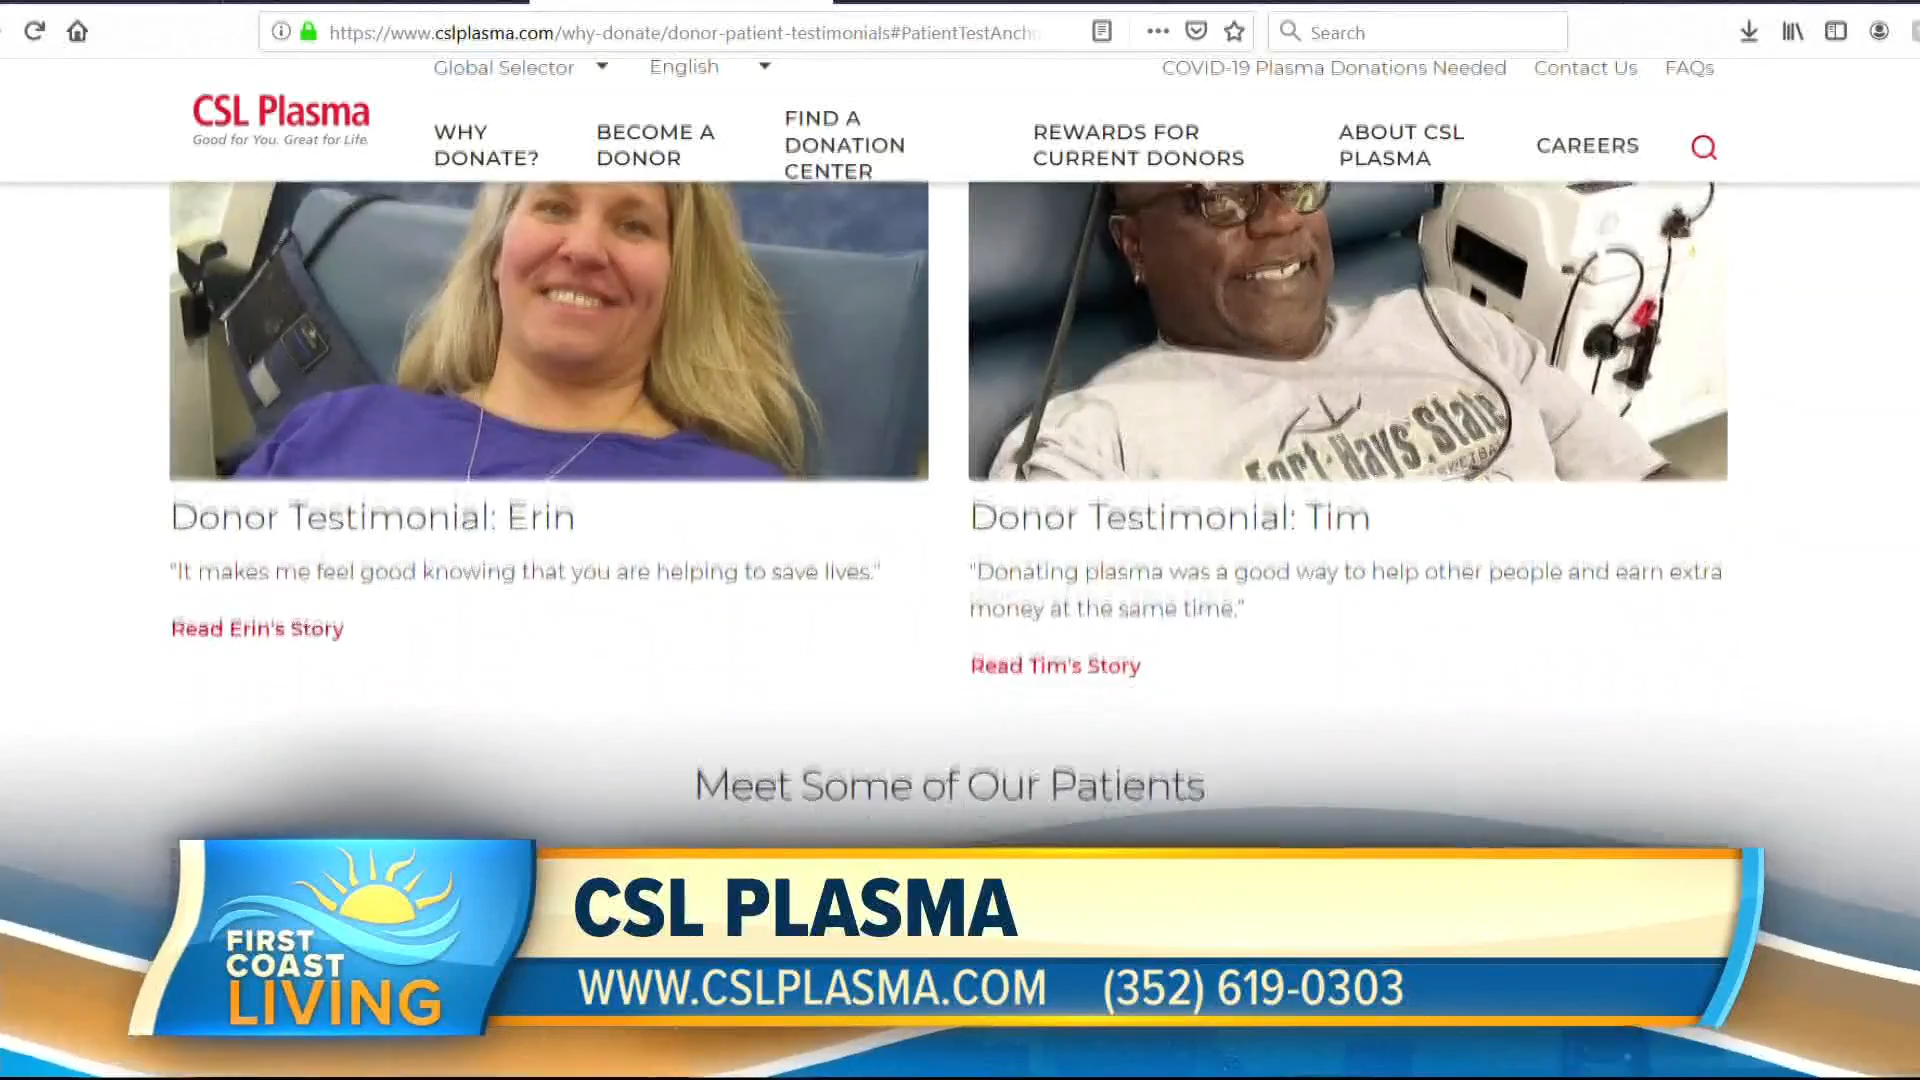 https://www.cslplasma.com/why-donate/donor-patient-testimonials#PatientTestAncho
Search
Global Selector English COVID-19 Plasma Donations Needed Contact Us FAQs
CSL Plasma
Good for You. Great for Life.
WHY
DONATE?
BECOME A
DONOR
FIND A
DONATION
CENTER
REWARDS FOR
CURRENT DONORS
ABOUT CSL
PLASMA
CAREERS
Fort Hays State
Donor Testimonial: Erin
"It makes me feel good knowing that you are helping to save lives."
Read Erin's Story
Donor Testimonial: Tim
"Donating plasma was a good way to help other people and earn extra
money at the same time."
Read Tim's Story
Meet Some of Our Patients
FIRST
COAST
LIVING
CSL PLASMA
WWW.CSLPLASMA.COM (352) 619-0303